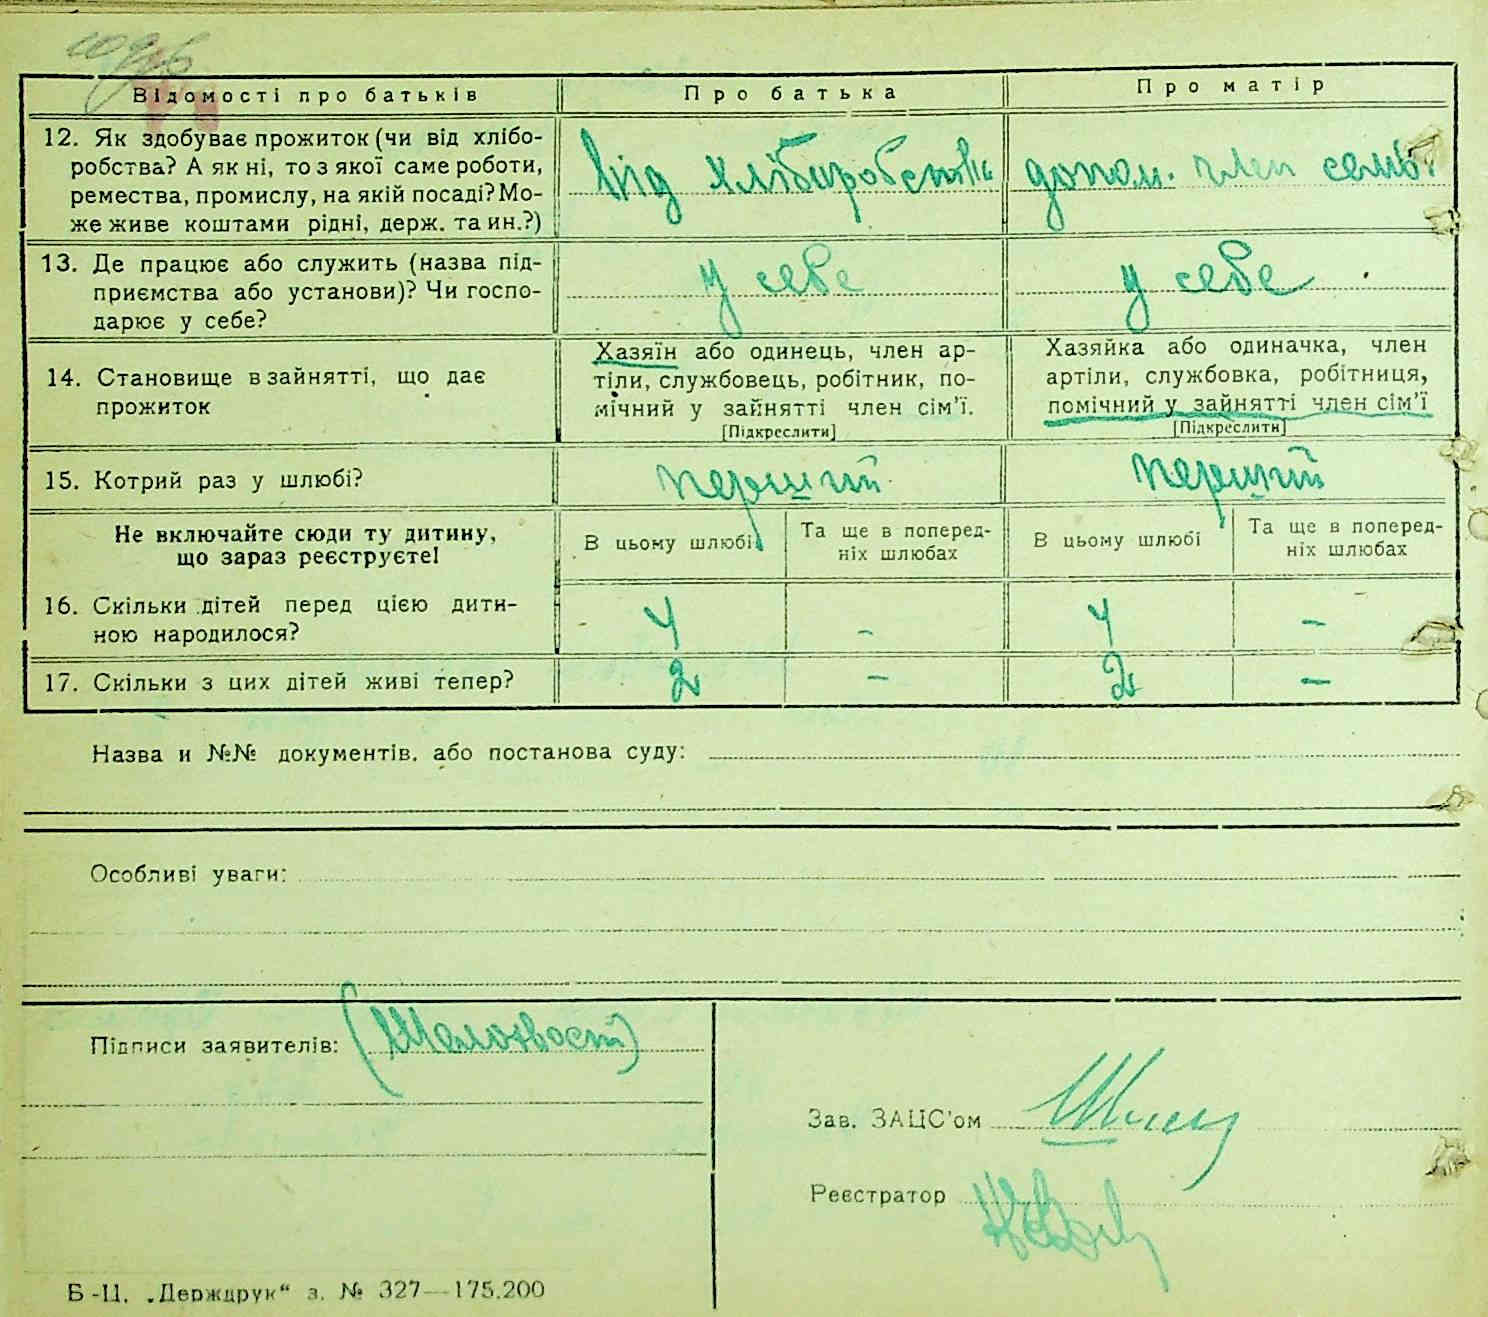 Відомості про батьків
Про батька
Про матір
12. Як здобуває прожиток (чи від хлібо-
робства? А як ні, то з якої саме роботи,
ремества, промислу, на якій посаді? Мо-
же живе коштами рідні, держ. та ин.?)
від хліборобства
допом. член семьі
13. Де працює або служить (назва під-
приємства або установи)? Чи госпо-
дарює у себе?
у себе
у себе
14. Становище в зайнятті, що дає
прожиток
Хазяїн або одинець, член ар-
тіли, службовець, робітник, по-
мічний у зайнятті член сім'ї.
[Підкреслити]
Хазяйка або одиначка, член
артіли, службовка, робітниця,
помічний у зайнятті член сім'ї
[Підкреслити]
15. Котрий раз у шлюбі?
перший
перший
Не включайте сюди ту дитину,
що зараз реєструєте!
В цьому шлюбі
Та ще в поперед-
ніх шлюбах
В цьому шлюбі
Та ще в поперед-
ніх шлюбах
16. Скільки дітей перед цією дити-
ною народилося?
4 - 4 -
17. Скільки з цих дітей живі тепер?
2 - 2 -
Назва и №№ документів, або постанова суду:
Особливі уваги:
Підписи заявителів:
Зав. ЗАЦС'ом
Реєстратор
Б-Ц. „Держдрук“ з. № 327—175.200